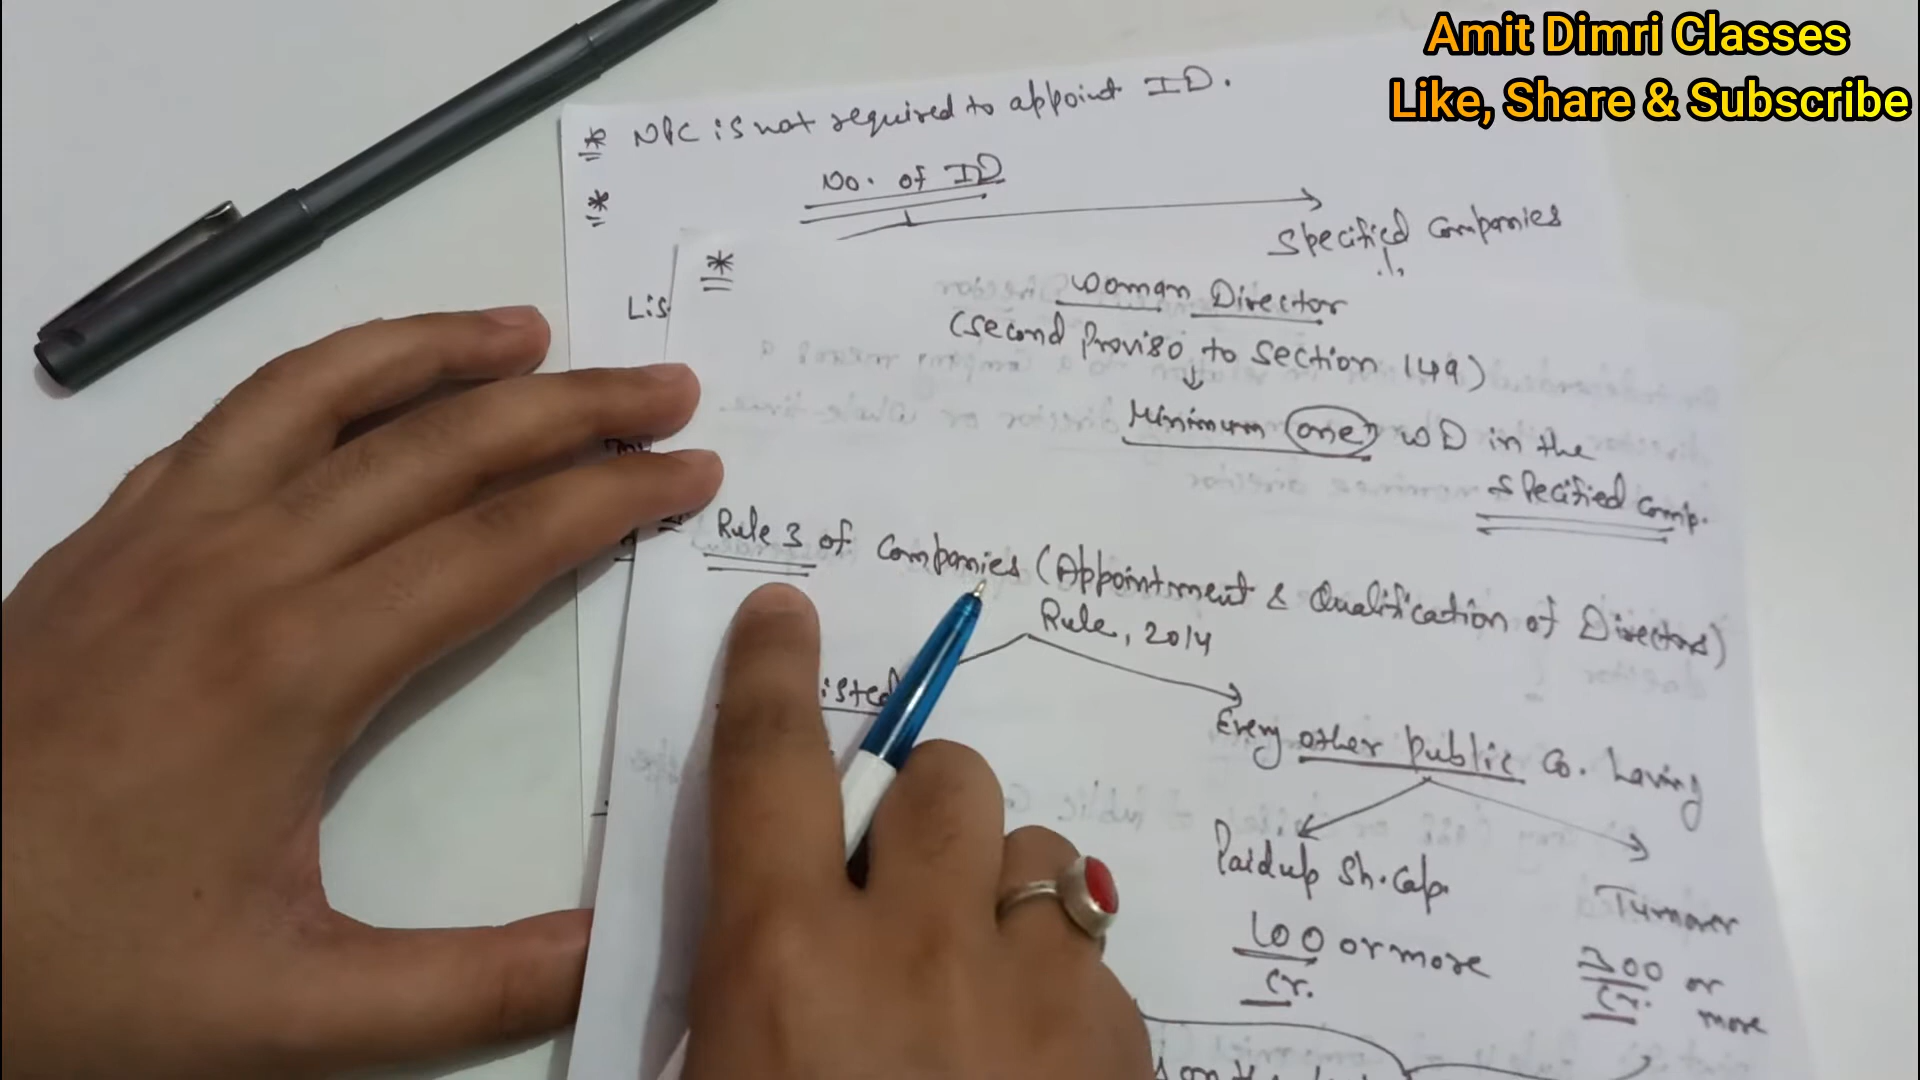 Amit Dimri Classes
Like, Share & Subscribe
* NPC is not required to appoint ID.
* No. of ID
Specified Companies
Lis
* Woman Director
(Second Proviso to Section 149)
Minimum (one) WD in the
Specified Comp.
Rule 3 of Companies (Appointment & Qualification of Directors)
Rule, 2014
isted
Every other public Co. having
Paidup Sh. Cap.
Turnover
100 or more
Cr.
300 or
Cr. more
on the